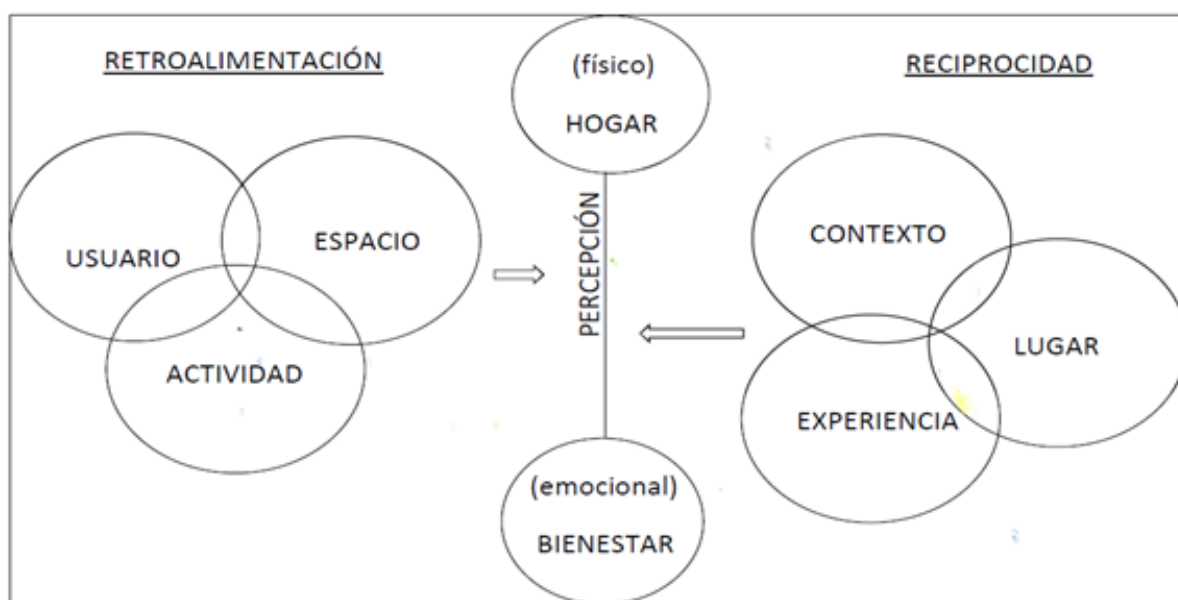 RETROALIMENTACIÓN
USUARIO
ESPACIO
ACTIVIDAD
(físico)
HOGAR
PERCEPCIÓN
(emocional)
BIENESTAR
RECIPROCIDAD
CONTEXTO
LUGAR
EXPERIENCIA